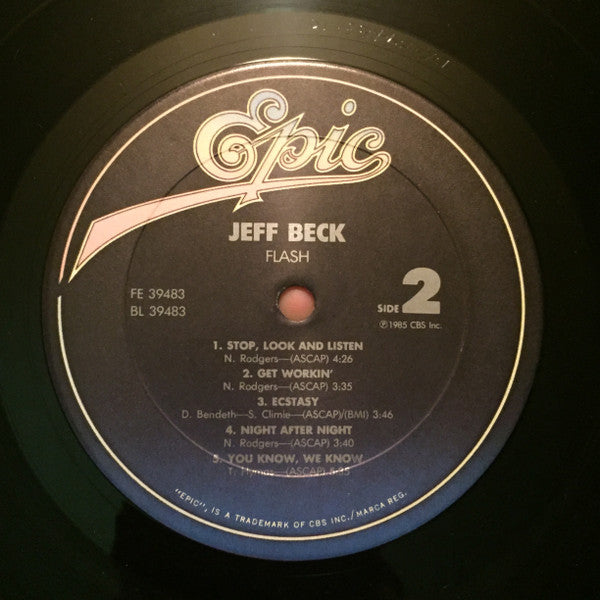 Epic
JEFF BECK
FLASH
FE 39483
BL 39483
SIDE 2
℗1985 CBS Inc.
1. STOP, LOOK AND LISTEN
N. Rodgers—(ASCAP) 4:26
2. GET WORKIN'
N. Rodgers—(ASCAP) 3:35
3. ECSTASY
D. Bendeth—S. Climie—(ASCAP)/(BMI) 3:46
4. NIGHT AFTER NIGHT
N. Rodgers—(ASCAP) 3:40
5. YOU KNOW, WE KNOW
T. Hymas—(ASCAP)
"EPIC", IS A TRADEMARK OF CBS INC./MARCA REG.